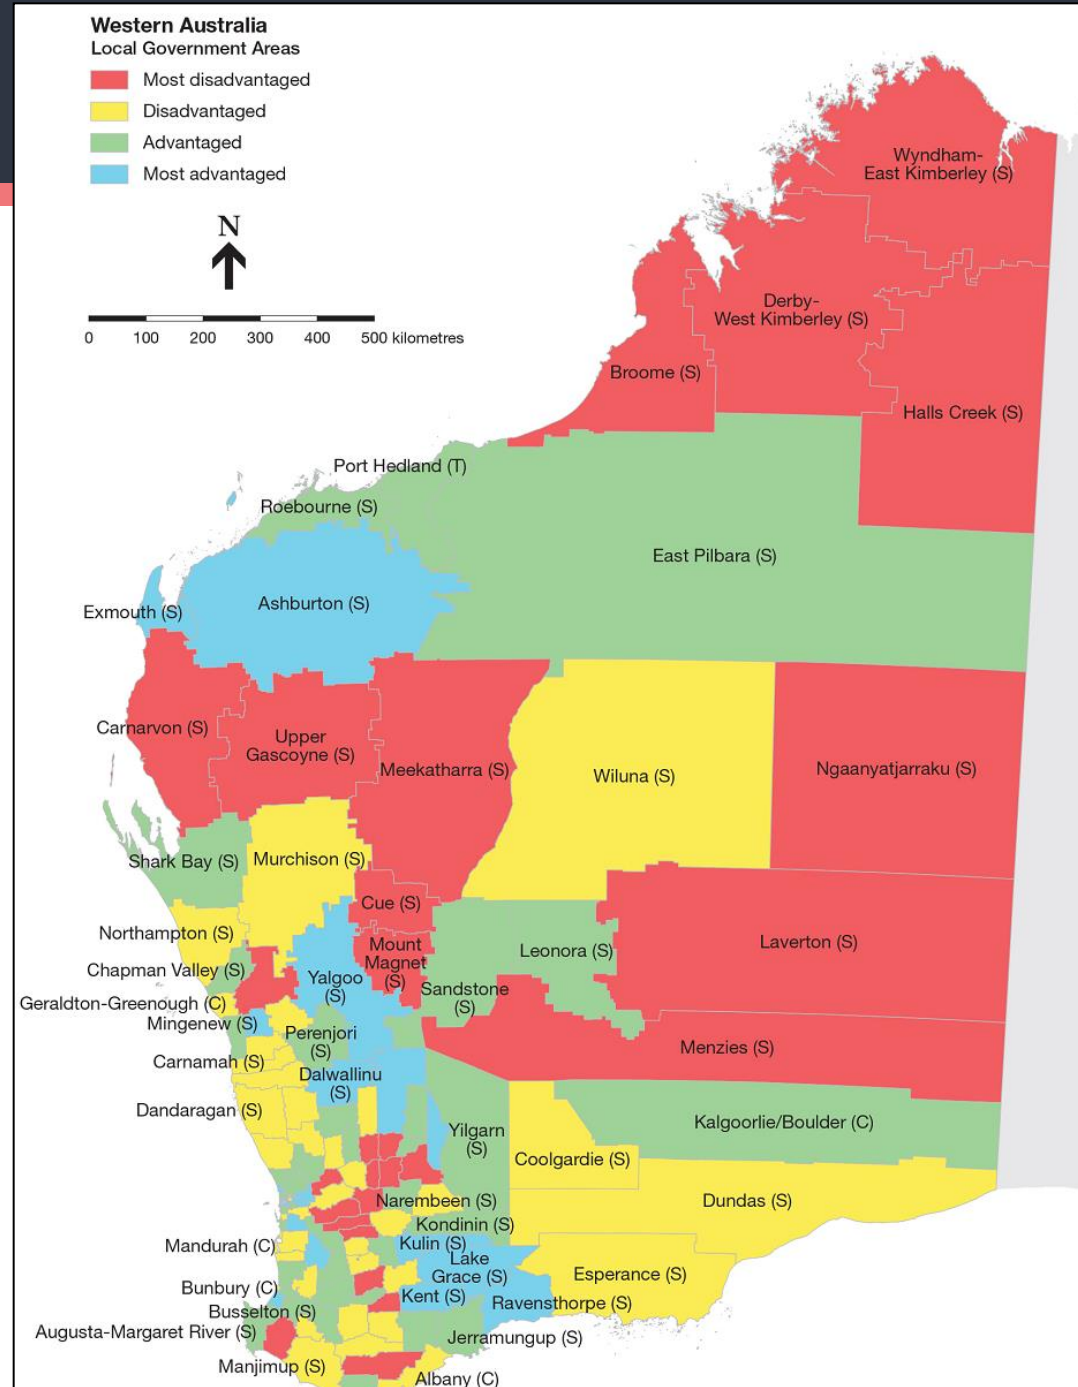 Western Australia
Local Government Areas
Most disadvantaged
Disadvantaged
Advantaged
Most advantaged
N
0 100 200 300 400 500 kilometres
Wyndham-
East Kimberley (S)
Derby-
West Kimberley (S)
Broome (S)
Halls Creek (S)
Port Hedland (T)
Roebourne (S)
East Pilbara (S)
Ashburton (S)
Exmouth (S)
Carnarvon (S)
Upper
Gascoyne (S)
Meekatharra (S)
Wiluna (S)
Ngaanyatjarraku (S)
Shark Bay (S)
Murchison (S)
Cue (S)
Northampton (S)
Mount
Magnet
(S)
Leonora (S)
Laverton (S)
Chapman Valley (S)
Yalgoo
(S)
Sandstone
(S)
Geraldton-Greenough (C)
Mingenew (S)
Perenjori
(S)
Menzies (S)
Carnamah (S)
Dalwallinu
(S)
Dandaragan (S)
Yilgarn
(S)
Kalgoorlie/Boulder (C)
Coolgardie (S)
Narembeen (S)
Dundas (S)
Kondinin (S)
Mandurah (C)
Kulin (S)
Lake
Grace (S)
Esperance (S)
Bunbury (C)
Kent (S)
Ravensthorpe (S)
Busselton (S)
Augusta-Margaret River (S)
Jerramungup (S)
Manjimup (S)
Albany (C)